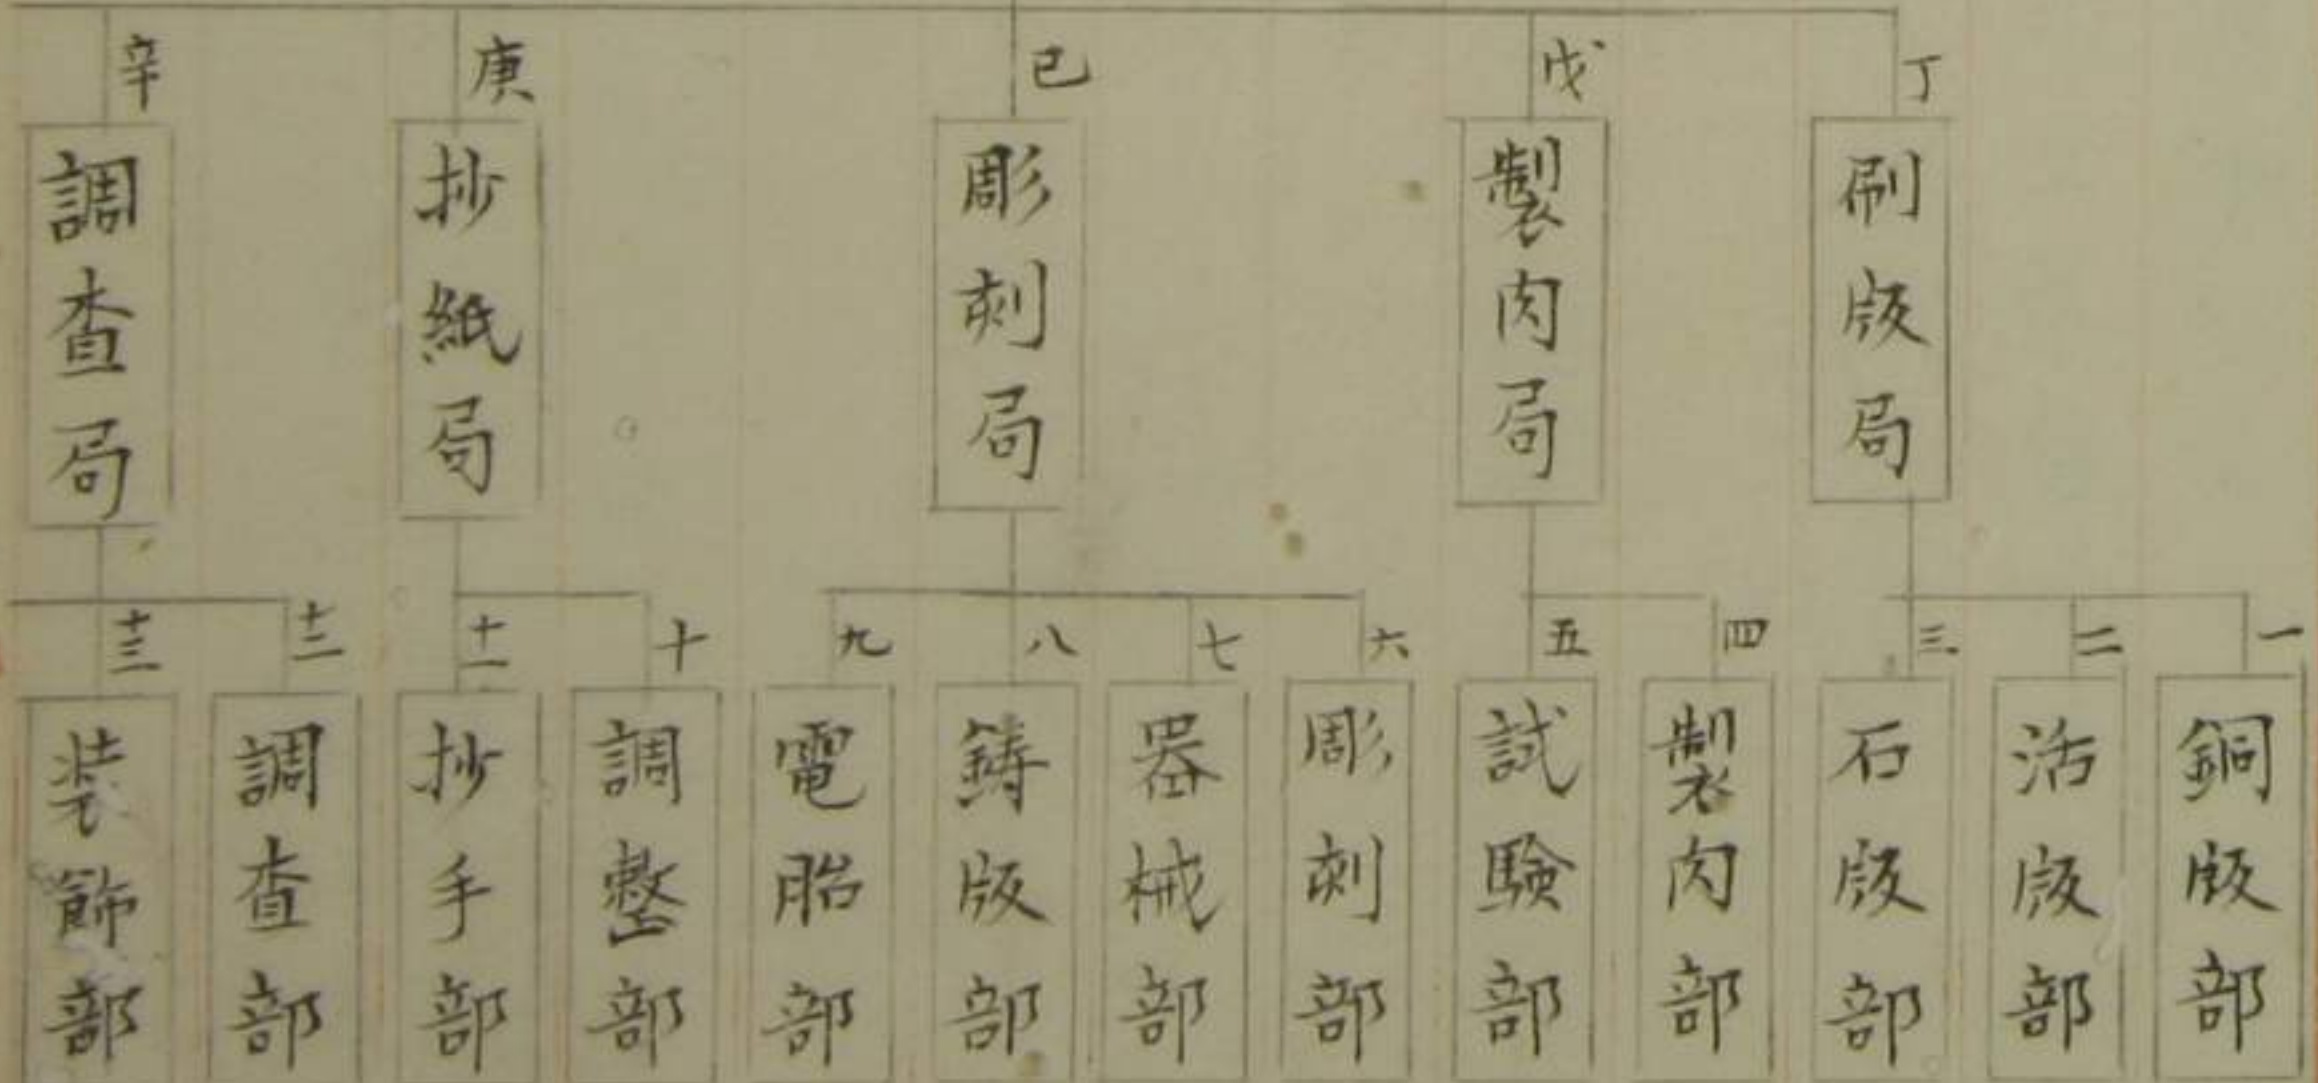 丁
刷版局
戊
製肉局
己
彫刻局
庚
抄紙局
辛
調査局
一
銅版部
二
活版部
三
石版部
四
製肉部
五
試験部
六
彫刻部
七
器械部
八
鋳版部
九
電胎部
十
調整部
十一
抄手部
十二
調査部
十三
装飾部